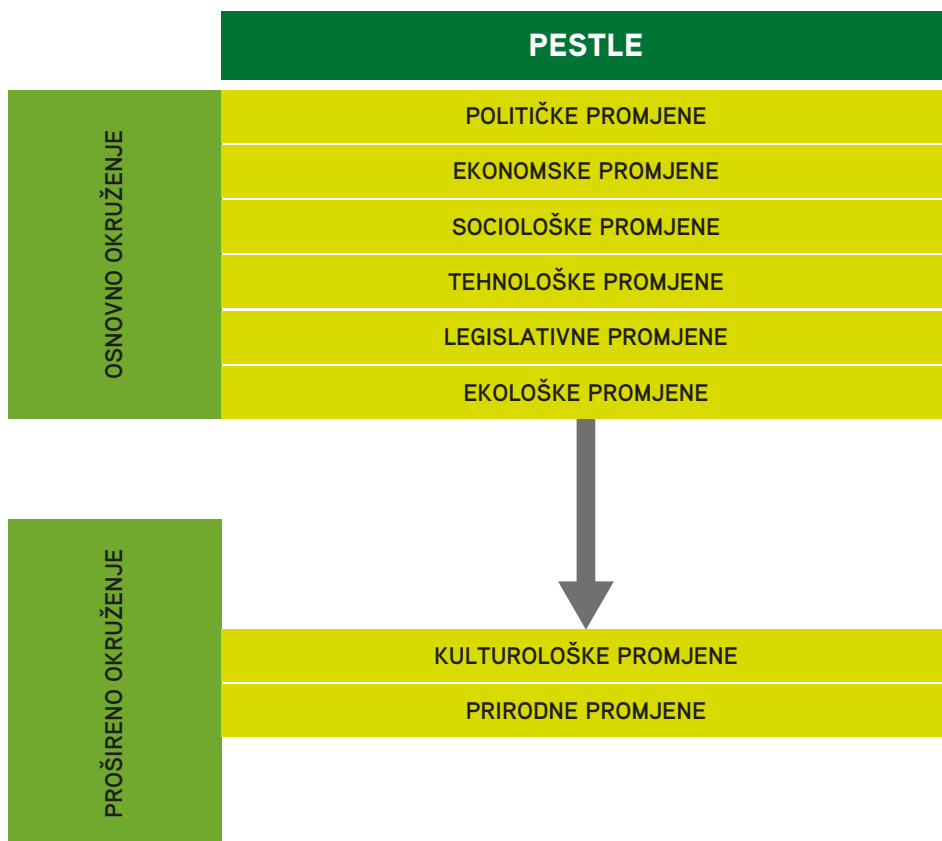 PESTLE
OSNOVNO OKRUŽENJE
POLITIČKE PROMJENE
EKONOMSKE PROMJENE
SOCIOLOŠKE PROMJENE
TEHNOLOŠKE PROMJENE
LEGISLATIVNE PROMJENE
EKOLOŠKE PROMJENE
PROŠIRENO OKRUŽENJE
KULTUROLOŠKE PROMJENE
PRIRODNE PROMJENE